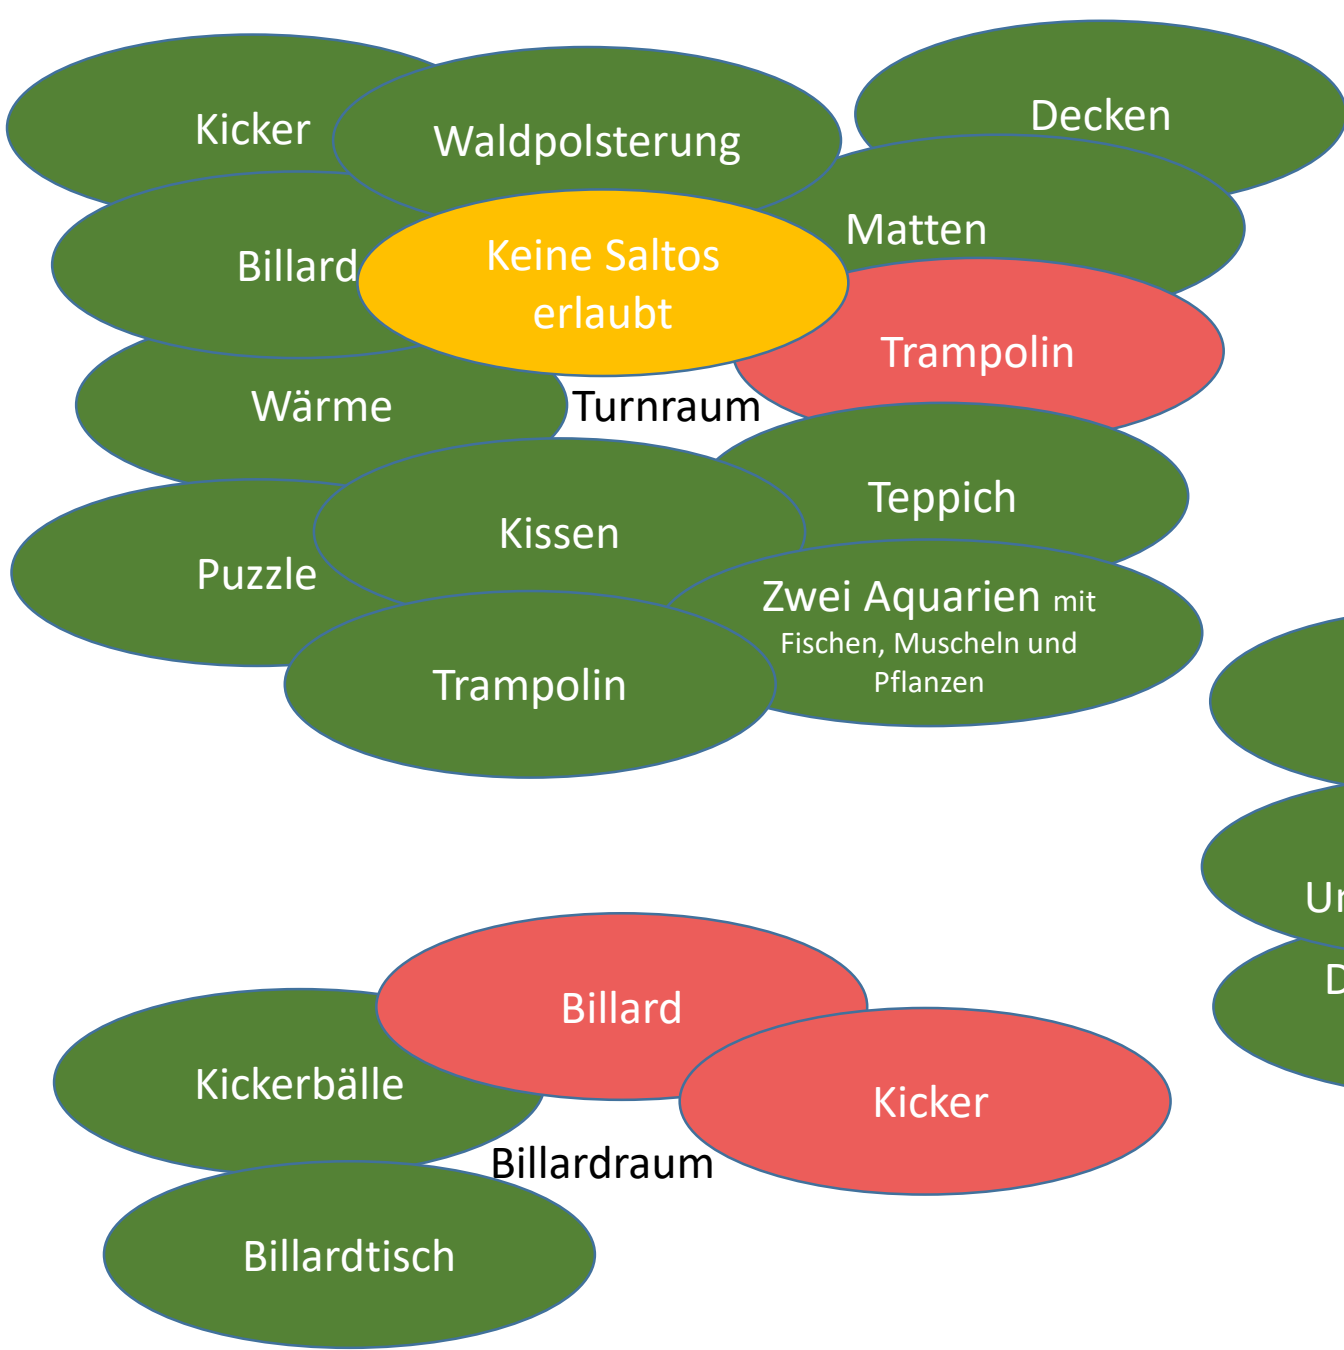 Kicker
Waldpolsterung
Decken
Billard
Keine Saltos
erlaubt
Matten
Trampolin
Wärme
Turnraum
Teppich
Kissen
Puzzle
Zwei Aquarien mit
Fischen, Muscheln und
Pflanzen
Trampolin
Billard
Kickerbälle
Kicker
Billardraum
Billardtisch